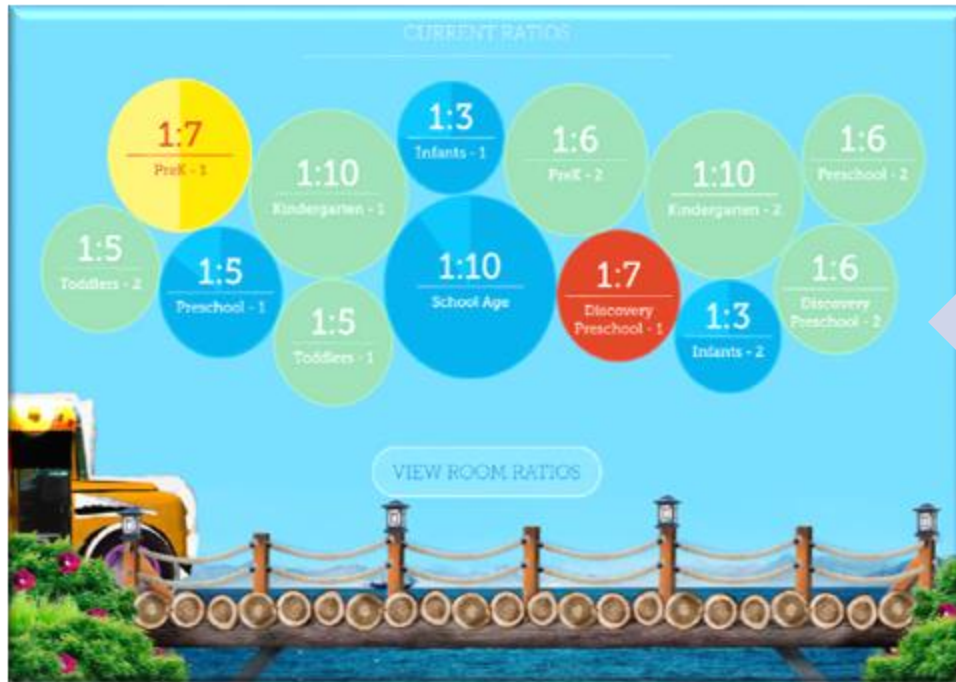 CURRENT RATIOS
1:7
PreK - 1
1:10
Kindergarten - 1
1:3
Infants - 1
1:6
PreK - 2
1:10
Kindergarten - 2
1:6
Preschool - 2
1:5
Toddlers - 2
1:5
Preschool - 1
1:5
Toddlers - 1
1:10
School Age
1:7
Discovery
Preschool - 1
1:3
Infants - 2
1:6
Discovery
Preschool - 2
VIEW ROOM RATIOS